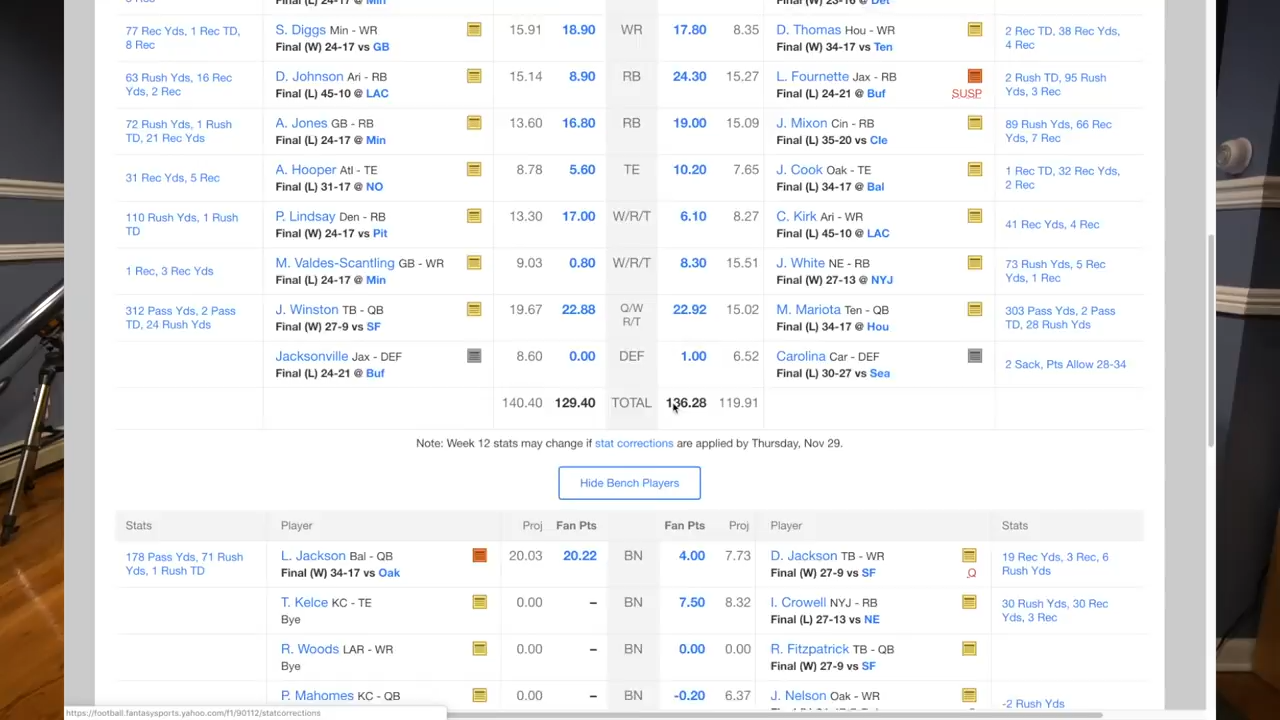 77 Rec Yds, 1 Rec TD,
8 Rec
S. Diggs Min - WR
Final (W) 24-17 vs GB
15.91 18.90 WR 17.80 8.35
D. Thomas Hou - WR
Final (W) 34-17 vs Ten
2 Rec TD, 38 Rec Yds,
4 Rec
63 Rush Yds, 16 Rec
Yds, 2 Rec
D. Johnson Ari - RB
Final (L) 45-10 @ LAC
15.14 8.90 RB 24.30 15.27
L. Fournette Jax - RB
Final (L) 24-21 @ Buf
SUSP
2 Rush TD, 95 Rush
Yds, 3 Rec
72 Rush Yds, 1 Rush
TD, 21 Rec Yds
A. Jones GB - RB
Final (L) 24-17 @ Min
13.60 16.80 RB 19.00 15.09
J. Mixon Cin - RB
Final (L) 35-20 vs Cle
89 Rush Yds, 66 Rec
Yds, 7 Rec
31 Rec Yds, 5 Rec
A. Hooper Atl - TE
Final (L) 31-17 @ NO
8.78 5.60 TE 10.20 7.65
J. Cook Oak - TE
Final (L) 34-17 @ Bal
1 Rec TD, 32 Rec Yds,
2 Rec
110 Rush Yds, 1 Rush
TD
P. Lindsay Den - RB
Final (W) 24-17 vs Pit
13.30 17.00 W/R/T 6.10 8.27
C. Kirk Ari - WR
Final (L) 45-10 @ LAC
41 Rec Yds, 4 Rec
1 Rec, 3 Rec Yds
M. Valdes-Scantling GB - WR
Final (L) 24-17 @ Min
9.03 0.80 W/R/T 8.30 15.51
J. White NE - RB
Final (W) 27-13 @ NYJ
73 Rush Yds, 5 Rec
Yds, 1 Rec
312 Pass Yds, 2 Pass
TD, 24 Rush Yds
J. Winston TB - QB
Final (W) 27-9 vs SF
19.67 22.88 Q/W
R/T
22.92 15.02
M. Mariota Ten - QB
Final (L) 34-17 @ Hou
303 Pass Yds, 2 Pass
TD, 28 Rush Yds
Jacksonville Jax - DEF
Final (L) 24-21 @ Buf
8.60 0.00 DEF 1.00 6.52
Carolina Car - DEF
Final (L) 30-27 vs Sea
2 Sack, Pts Allow 28-34
140.40 129.40 TOTAL 136.28 119.91
Note: Week 12 stats may change if stat corrections are applied by Thursday, Nov 29.
Hide Bench Players
Stats Player Proj Fan Pts Fan Pts Proj Player Stats
178 Pass Yds, 71 Rush
Yds, 1 Rush TD
L. Jackson Bal - QB
Final (W) 34-17 vs Oak
20.03 20.22 BN 4.00 7.73
D. Jackson TB - WR
Final (W) 27-9 vs SF
Q
19 Rec Yds, 3 Rec, 6
Rush Yds
T. Kelce KC - TE
Bye
0.00 – BN 7.50 8.32
I. Crowell NYJ - RB
Final (L) 27-13 vs NE
30 Rush Yds, 30 Rec
Yds, 3 Rec
R. Woods LAR - WR
Bye
0.00 – BN 0.00 0.00
R. Fitzpatrick TB - QB
Final (W) 27-9 vs SF
P. Mahomes KC - QB
0.00 – BN -0.20 6.37
J. Nelson Oak - WR
-2 Rush Yds
https://football.fantasysports.yahoo.com/f1/90112/statcorrections